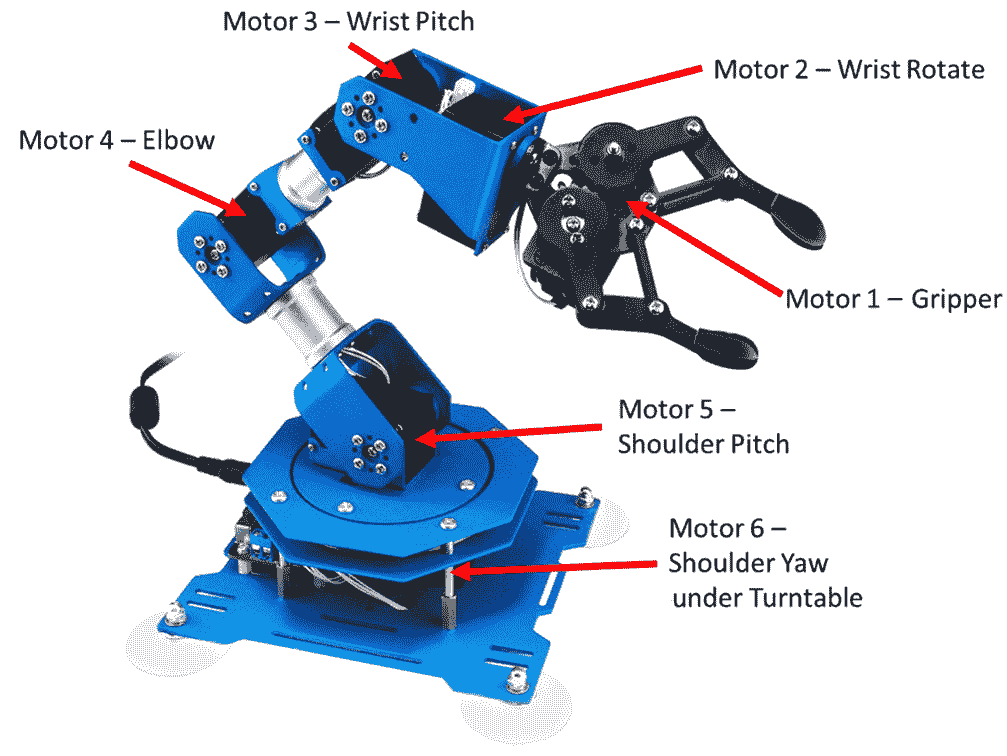 Motor 3 – Wrist Pitch
Motor 2 – Wrist Rotate
Motor 4 – Elbow
Motor 1 – Gripper
Motor 5 –
Shoulder Pitch
Motor 6 –
Shoulder Yaw
under Turntable